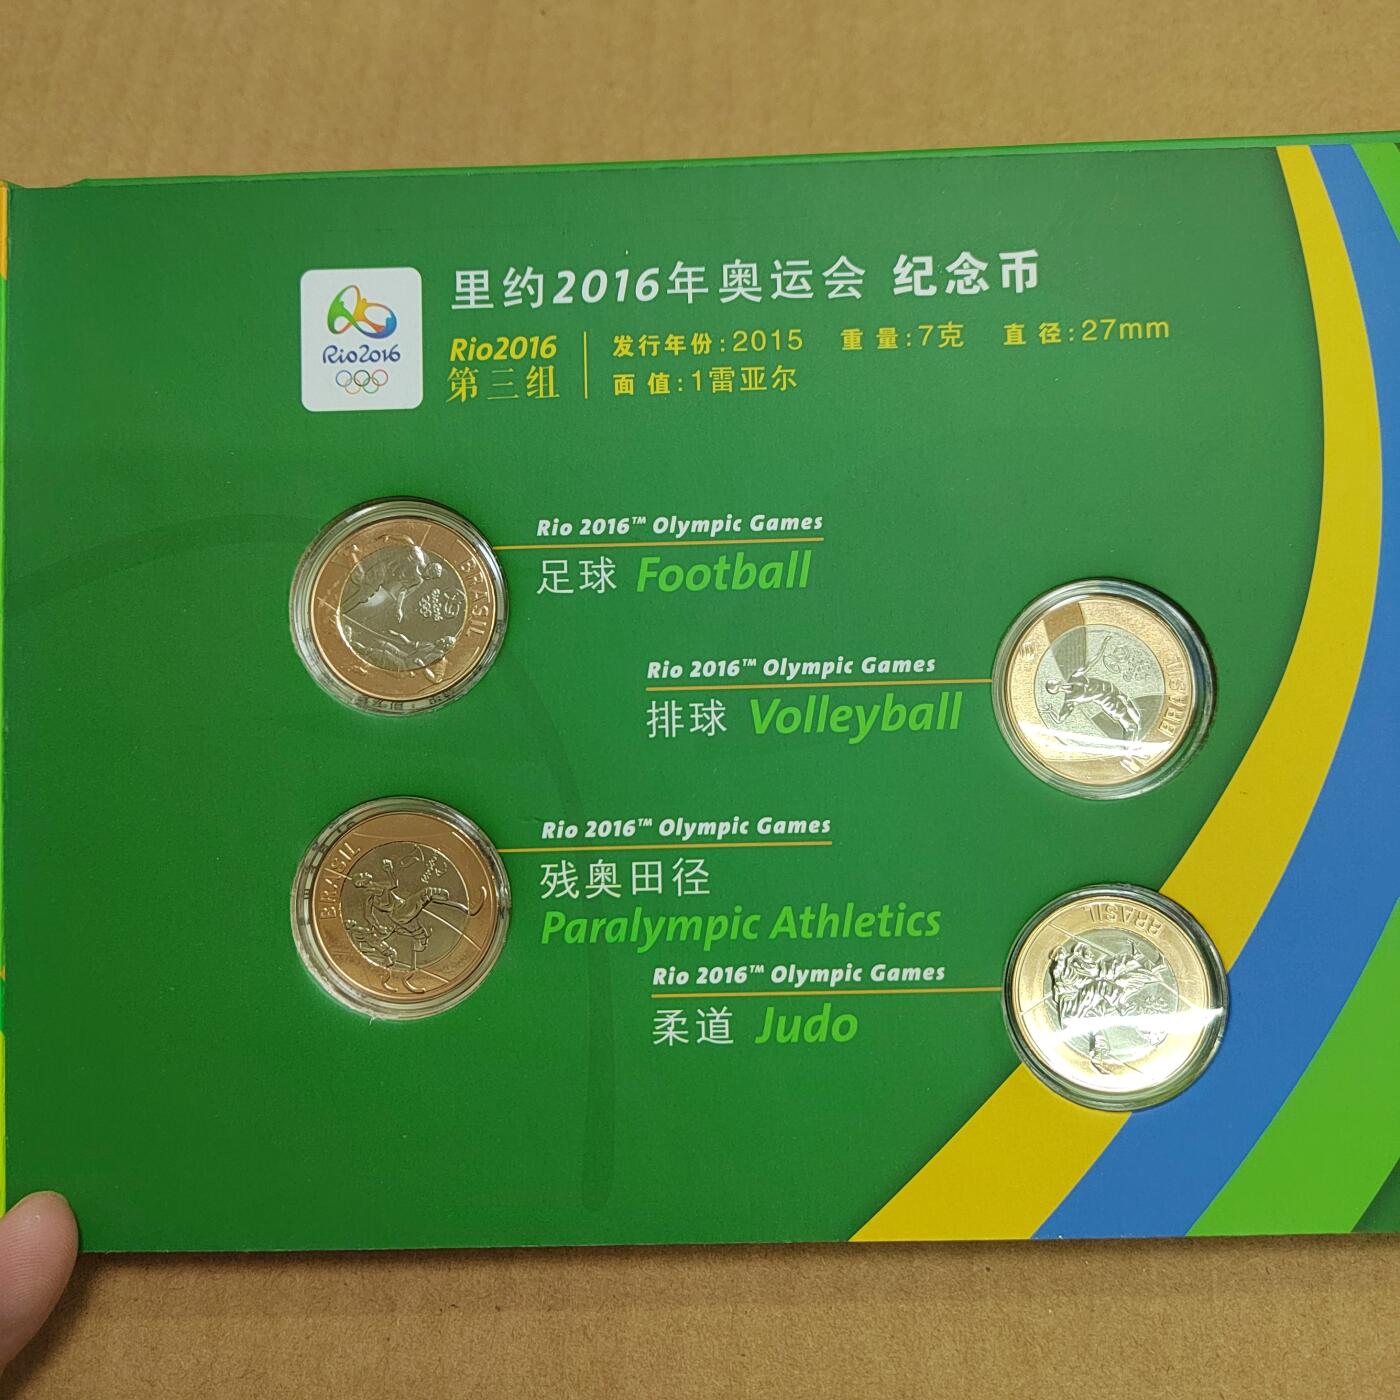 里约2016年奥运会 纪念币
Rio2016
Rio2016
第三组
发行年份:2015 重量:7克 直径:27mm
面值:1雷亚尔
Rio 2016™ Olympic Games
足球 Football
BRASIL
Rio 2016™ Olympic Games
排球 Volleyball
BRASIL
Rio 2016™ Olympic Games
残奥田径
Paralympic Athletics
BRASIL
Rio 2016™ Olympic Games
柔道 Judo
BRASIL